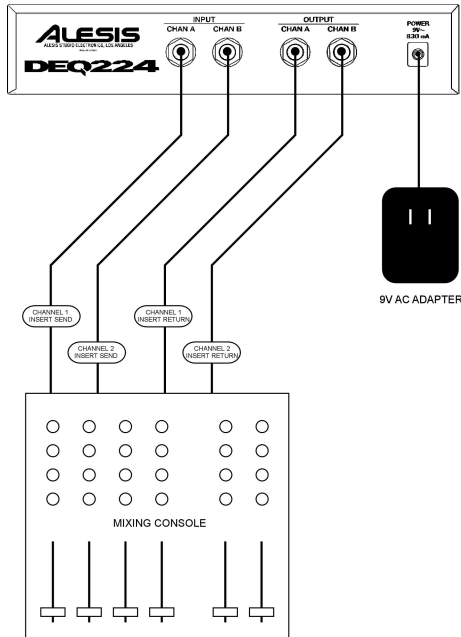 INPUT
OUTPUT
CHAN A
CHAN B
CHAN A
CHAN B
POWER
9V~
830 mA
ALESIS
ALESIS STUDIO ELECTRONICS, LOS ANGELES
DEQ224
9V AC ADAPTER
CHANNEL 1
INSERT SEND
CHANNEL 1
INSERT RETURN
CHANNEL 2
INSERT SEND
CHANNEL 2
INSERT RETURN
MIXING CONSOLE